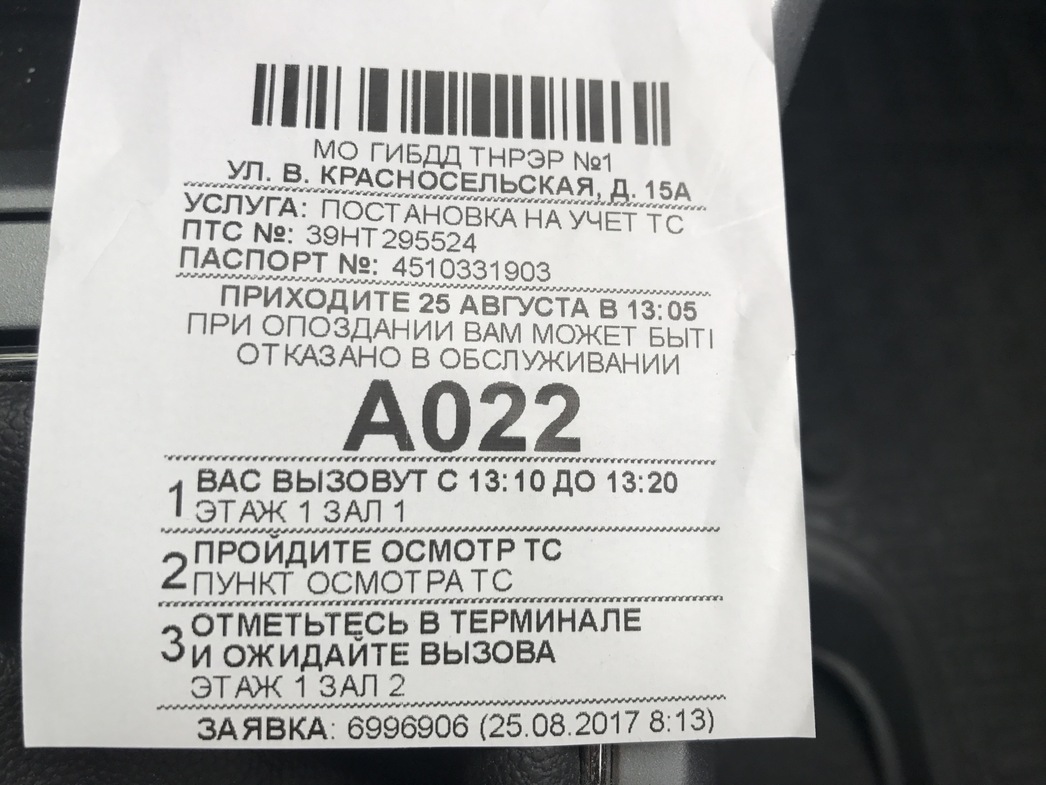 МО ГИБДД ТНРЭР №1
УЛ. В. КРАСНОСЕЛЬСКАЯ, Д. 15А
УСЛУГА: ПОСТАНОВКА НА УЧЕТ ТС
ПТС №: 39НТ295524
ПАСПОРТ №: 4510331903
ПРИХОДИТЕ 25 АВГУСТА В 13:05
ПРИ ОПОЗДАНИИ ВАМ МОЖЕТ БЫТЬ
ОТКАЗАНО В ОБСЛУЖИВАНИИ
А022
1 ВАС ВЫЗОВУТ С 13:10 ДО 13:20
ЭТАЖ 1 ЗАЛ 1
2 ПРОЙДИТЕ ОСМОТР ТС
ПУНКТ ОСМОТРА ТС
3 ОТМЕТЬТЕСЬ В ТЕРМИНАЛЕ
И ОЖИДАЙТЕ ВЫЗОВА
ЭТАЖ 1 ЗАЛ 2
ЗАЯВКА: 6996906 (25.08.2017 8:13)